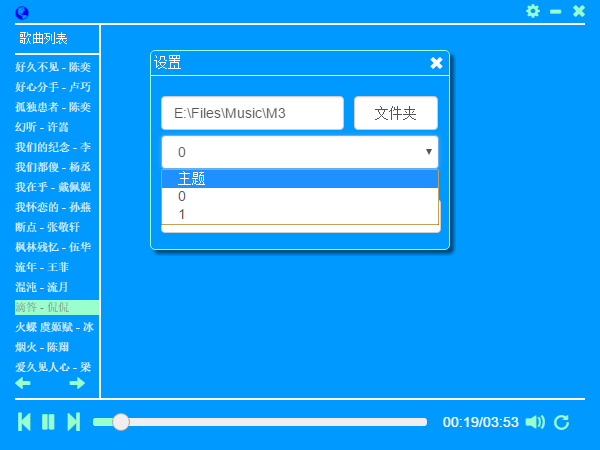 歌曲列表
好久不见 - 陈奕
好心分手 - 卢巧
孤独患者 - 陈奕
幻听 - 许嵩
我们的纪念 - 李
我们都傻 - 杨丞
我在乎 - 戴佩妮
我怀恋的 - 孙燕
断点 - 张敬轩
枫林残忆 - 伍华
流年 - 王菲
混沌 - 流月
滴答 - 侃侃
火蝶 虞姬赋 - 冰
烟火 - 陈翔
爱久见人心 - 梁
设置
E:\Files\Music\M3
文件夹
0
主题
0
1
00:19/03:53